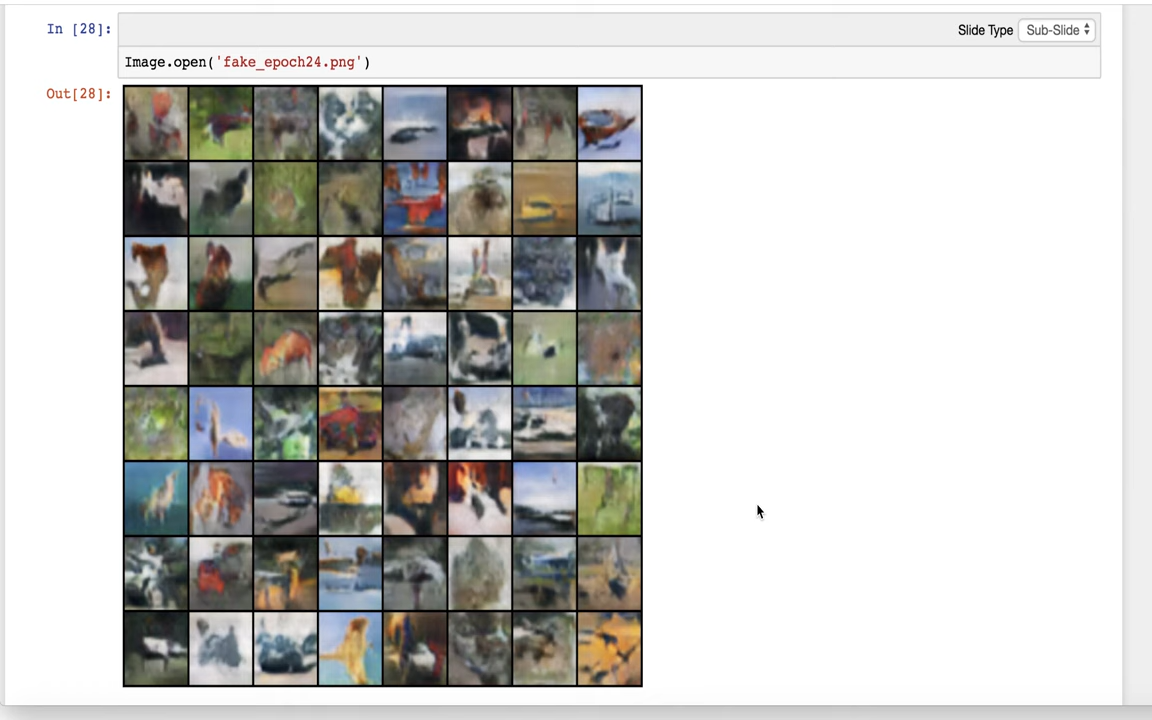 In [28]:
Slide Type Sub-Slide
Image.open('fake_epoch24.png')
Out[28]: